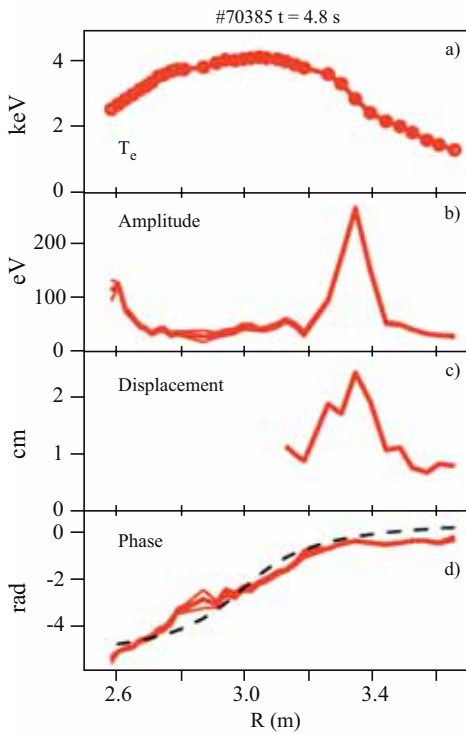 #70385 t = 4.8 s
a)
4
keV
2
Te
0
b)
Amplitude
200
eV
100
0
c)
Displacement
2
cm
1
0
0
Phase
-2
rad
d)
-4
2.6 3.0 3.4
R (m)